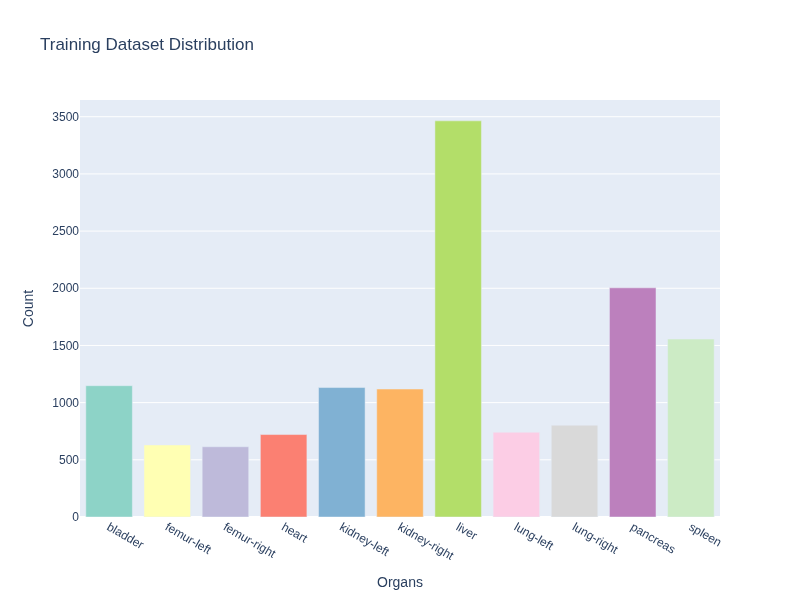 Training Dataset Distribution
3500
3000
2500
2000
1500
1000
500
0
Count
bladder
femur-left
femur-right
heart
kidney-left
kidney-right
liver
lung-left
lung-right
pancreas
spleen
Organs